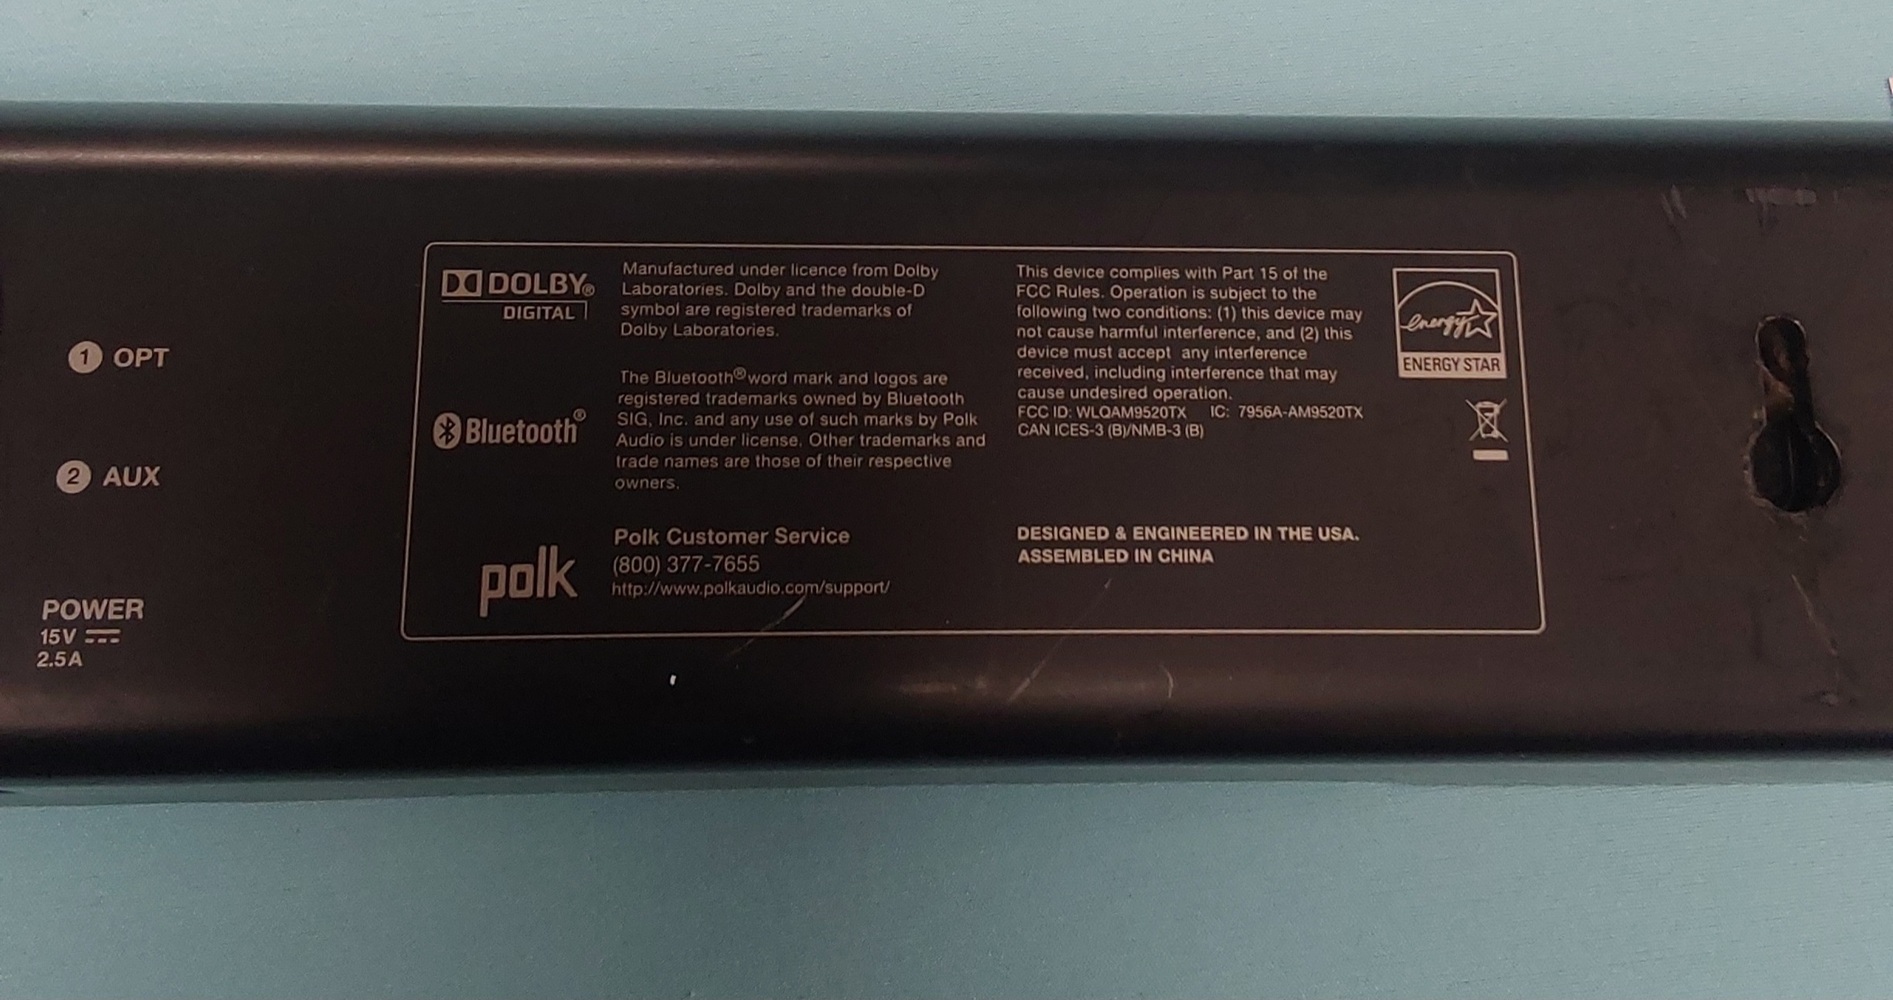 1 OPT
2 AUX
POWER
15V
2.5A
DOLBY®
DIGITAL
Manufactured under licence from Dolby
Laboratories. Dolby and the double-D
symbol are registered trademarks of
Dolby Laboratories.
Bluetooth®
The Bluetooth® word mark and logos are
registered trademarks owned by Bluetooth
SIG, Inc. and any use of such marks by Polk
Audio is under license. Other trademarks and
trade names are those of their respective
owners.
polk
Polk Customer Service
(800) 377-7655
http://www.polkaudio.com/support/
This device complies with Part 15 of the
FCC Rules. Operation is subject to the
following two conditions: (1) this device may
not cause harmful interference, and (2) this
device must accept any interference
received, including interference that may
cause undesired operation.
FCC ID: WLQAM9520TX IC: 7956A-AM9520TX
CAN ICES-3 (B)/NMB-3 (B)
DESIGNED & ENGINEERED IN THE USA.
ASSEMBLED IN CHINA
energy
ENERGY STAR